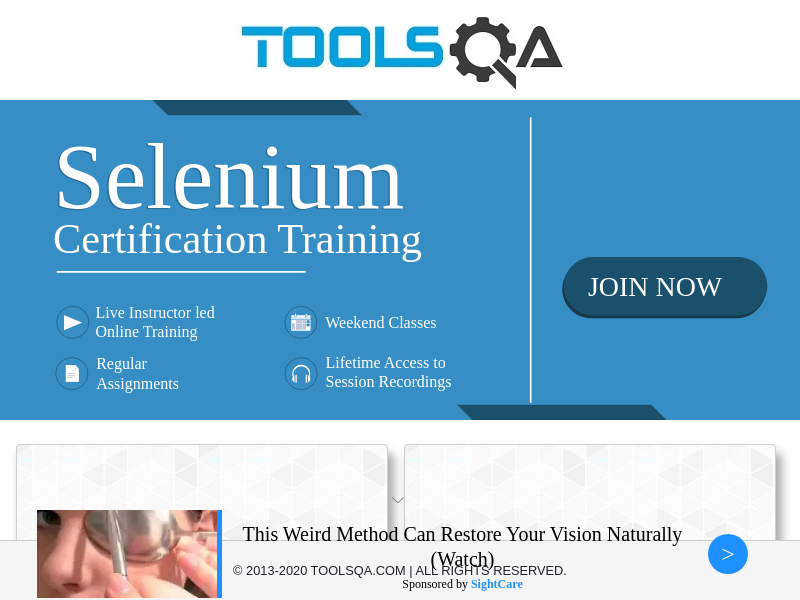 TOOLSQA
Selenium
Certification Training
Live Instructor led
Online Training
Weekend Classes
Regular
Assignments
Lifetime Access to
Session Recordings
JOIN NOW
This Weird Method Can Restore Your Vision Naturally
(Watch)
© 2013-2020 TOOLSQA.COM | ALL RIGHTS RESERVED.
Sponsored by SightCare
>